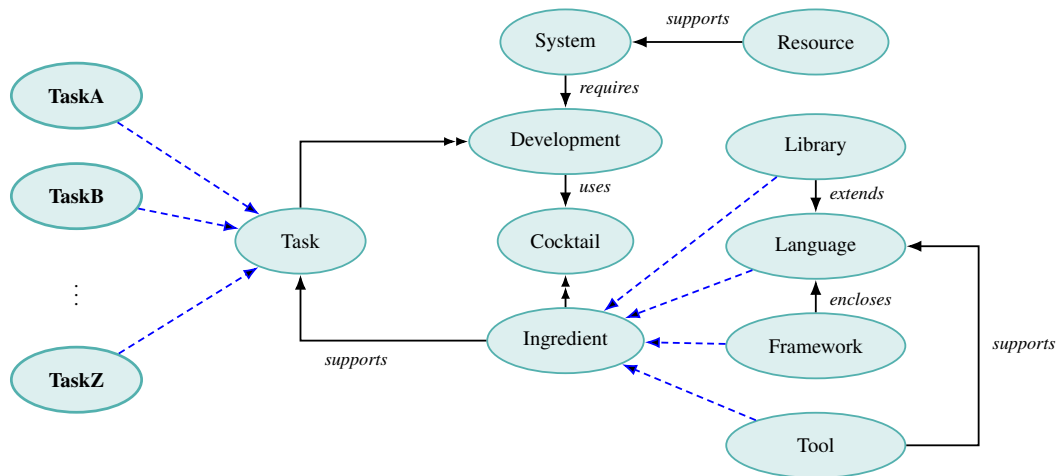 supports
System
Resource
requires
TaskA
Development
Library
uses
extends
TaskB
Task
Cocktail
Language
⋮
encloses
Ingredient
Framework
supports
supports
TaskZ
Tool